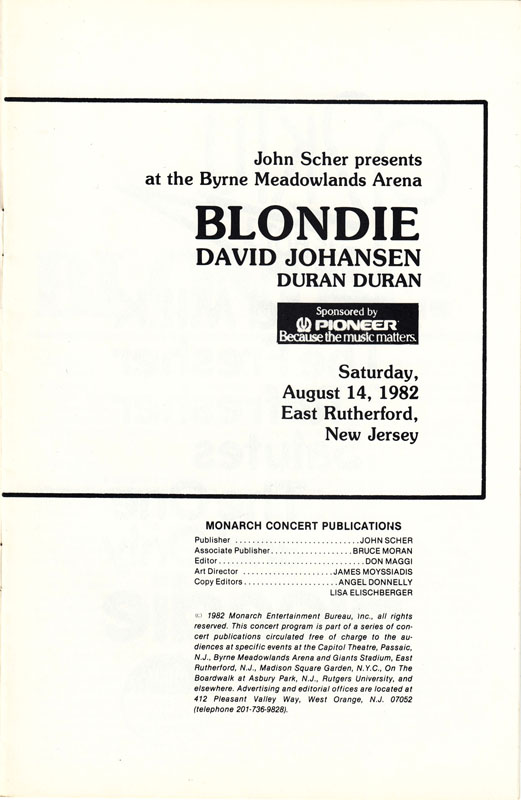 John Scher presents
at the Byrne Meadowlands Arena
BLONDIE
DAVID JOHANSEN
DURAN DURAN
Sponsored by
PIONEER
Because the music matters.
Saturday,
August 14, 1982
East Rutherford,
New Jersey
MONARCH CONCERT PUBLICATIONS
Publisher ............................JOHN SCHER
Associate Publisher..................BRUCE MORAN
Editor.................................DON MAGGI
Art Director ....................JAMES MOYSSIADIS
Copy Editors.....................ANGEL DONNELLY
LISA ELISCHBERGER
© 1982 Monarch Entertainment Bureau, Inc., all rights
reserved. This concert program is part of a series of con-
cert publications circulated free of charge to the au-
diences at specific events at the Capitol Theatre, Passaic,
N.J., Byrne Meadowlands Arena and Giants Stadium, East
Rutherford, N.J., Madison Square Garden, N.Y.C., On The
Boardwalk at Asbury Park, N.J., Rutgers University, and
elsewhere. Advertising and editorial offices are located at
412 Pleasant Valley Way, West Orange, N.J. 07052
(telephone 201-736-9828).